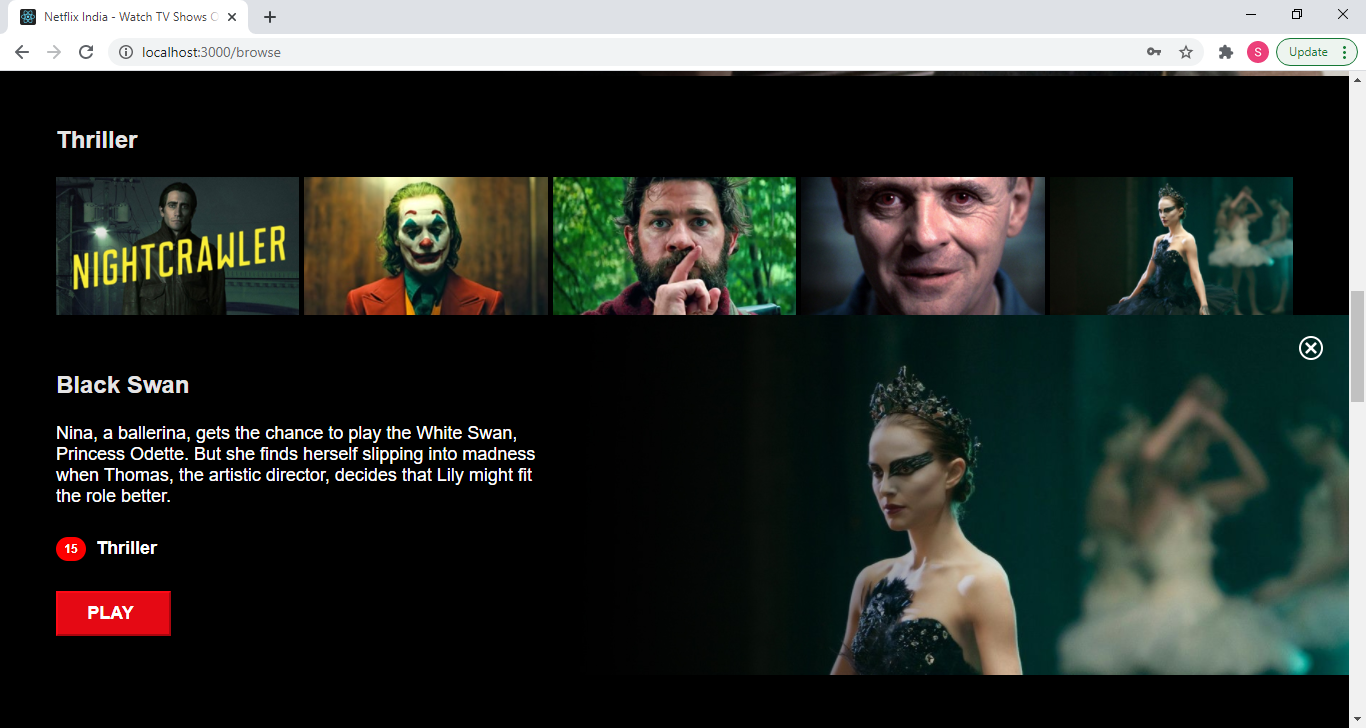 Netflix India - Watch TV Shows O
localhost:3000/browse
S
Update
Thriller
NIGHTCRAWLER
Black Swan
Nina, a ballerina, gets the chance to play the White Swan,
Princess Odette. But she finds herself slipping into madness
when Thomas, the artistic director, decides that Lily might fit
the role better.
15 Thriller
PLAY